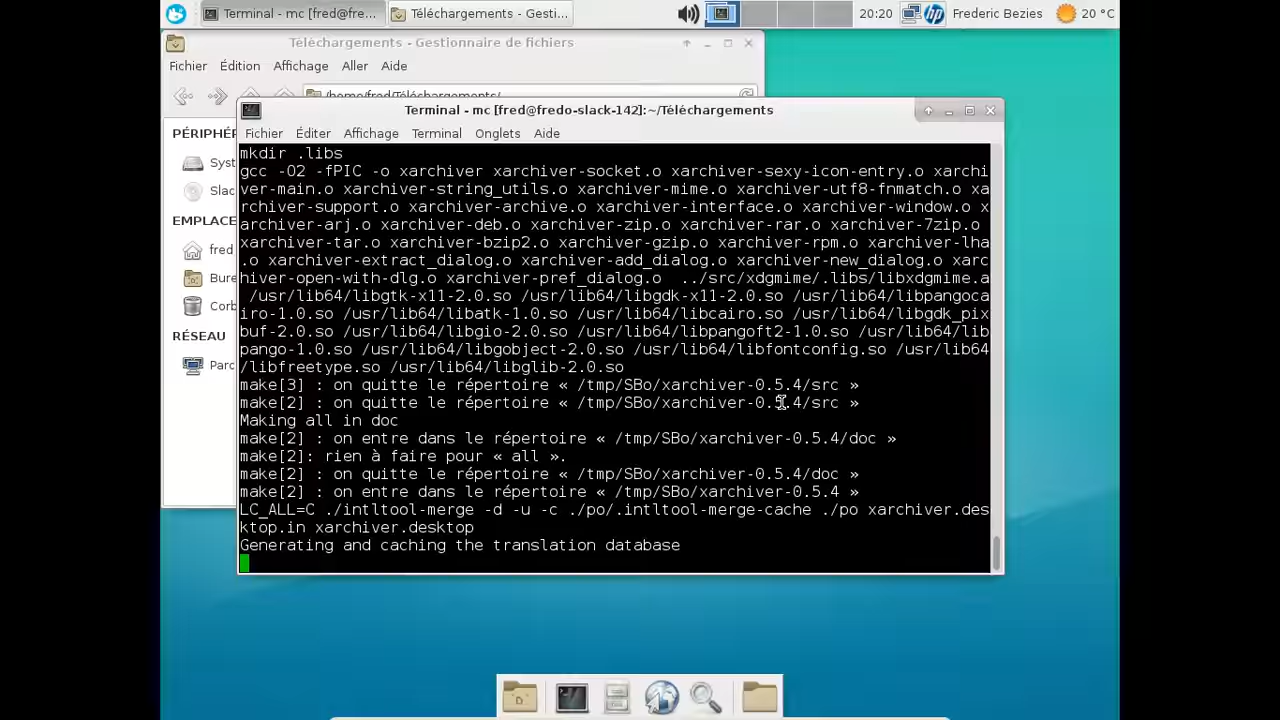 Terminal - mc [fred@fre...
Téléchargements - Gesti...
20:20
Frederic Bezies
20 °C
Téléchargements - Gestionnaire de fichiers
Fichier Édition Affichage Aller Aide
/home/fred/Téléchargements/
PÉRIPHÉR
Syst
Slac
EMPLACE
fred
Bure
Corb
RÉSEAU
Parc
Terminal - mc [fred@fredo-slack-142]:~/Téléchargements
Fichier Éditer Affichage Terminal Onglets Aide
mkdir .libs
gcc -O2 -fPIC -o xarchiver xarchiver-socket.o xarchiver-sexy-icon-entry.o xarchi
ver-main.o xarchiver-string_utils.o xarchiver-mime.o xarchiver-utf8-fnmatch.o xa
rchiver-support.o xarchiver-archive.o xarchiver-interface.o xarchiver-window.o x
archiver-arj.o xarchiver-deb.o xarchiver-zip.o xarchiver-rar.o xarchiver-7zip.o
xarchiver-tar.o xarchiver-bzip2.o xarchiver-gzip.o xarchiver-rpm.o xarchiver-lha
.o xarchiver-extract_dialog.o xarchiver-add_dialog.o xarchiver-new_dialog.o xarc
hiver-open-with-dlg.o xarchiver-pref_dialog.o ../src/xdgmime/.libs/libxdgmime.a
/usr/lib64/libgtk-x11-2.0.so /usr/lib64/libgdk-x11-2.0.so /usr/lib64/libpangoca
iro-1.0.so /usr/lib64/libatk-1.0.so /usr/lib64/libcairo.so /usr/lib64/libgdk_pix
buf-2.0.so /usr/lib64/libgio-2.0.so /usr/lib64/libpangoft2-1.0.so /usr/lib64/lib
pango-1.0.so /usr/lib64/libgobject-2.0.so /usr/lib64/libfontconfig.so /usr/lib64
/libfreetype.so /usr/lib64/libglib-2.0.so
make[3] : on quitte le répertoire « /tmp/SBo/xarchiver-0.5.4/src »
make[2] : on quitte le répertoire « /tmp/SBo/xarchiver-0.5.4/src »
Making all in doc
make[2] : on entre dans le répertoire « /tmp/SBo/xarchiver-0.5.4/doc »
make[2]: rien à faire pour « all ».
make[2] : on quitte le répertoire « /tmp/SBo/xarchiver-0.5.4/doc »
make[2] : on entre dans le répertoire « /tmp/SBo/xarchiver-0.5.4 »
LC_ALL=C ./intltool-merge -d -u -c ./po/.intltool-merge-cache ./po xarchiver.des
ktop.in xarchiver.desktop
Generating and caching the translation database